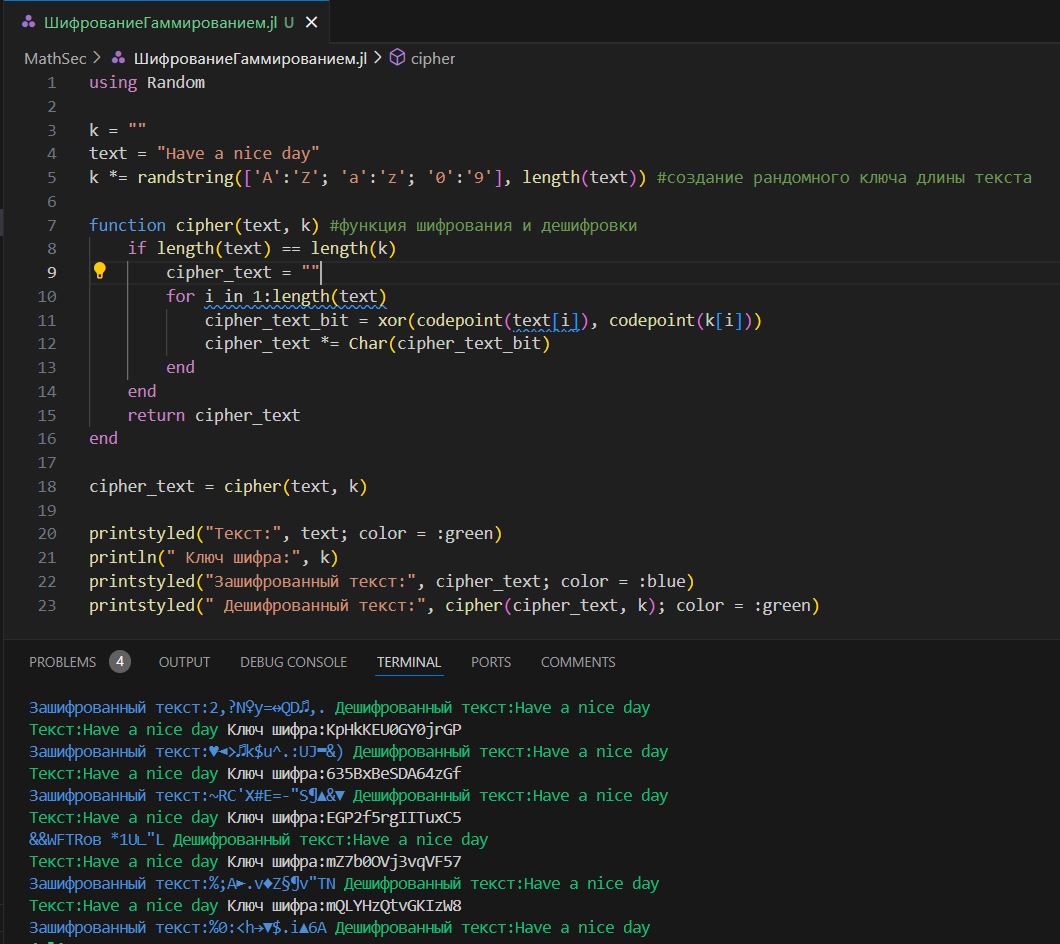 ШифрованиеГаммированием.jl U ×
MathSec > ШифрованиеГаммированием.jl > cipher
1 using Random
2
3 k = ""
4 text = "Have a nice day"
5 k *= randstring(['A':'Z'; 'a':'z'; '0':'9'], length(text)) #создание рандомного ключа длины текста
6
7 function cipher(text, k) #функция шифрования и дешифровки
8 if length(text) == length(k)
9 cipher_text = ""
10 for i in 1:length(text)
11 cipher_text_bit = xor(codepoint(text[i]), codepoint(k[i]))
12 cipher_text *= Char(cipher_text_bit)
13 end
14 end
15 return cipher_text
16 end
17
18 cipher_text = cipher(text, k)
19
20 printstyled("Текст:", text; color = :green)
21 println(" Ключ шифра:", k)
22 printstyled("Зашифрованный текст:", cipher_text; color = :blue)
23 printstyled(" Дешифрованный текст:", cipher(cipher_text, k); color = :green)
PROBLEMS 4 OUTPUT DEBUG CONSOLE TERMINAL PORTS COMMENTS
Зашифрованный текст:2,?N♀y=↔QD♬,. Дешифрованный текст:Have a nice day
Текст:Have a nice day Ключ шифра:KpHkKEU0GY0jrGP
Зашифрованный текст:♥◄>♬k$u^.:UJ▬&) Дешифрованный текст:Have a nice day
Текст:Have a nice day Ключ шифра:635BxBeSDA64zGf
Зашифрованный текст:~RC'X#E=-"S¶▲&▼ Дешифрованный текст:Have a nice day
Текст:Have a nice day Ключ шифра:EGP2f5rgIITuxC5
&&WFTRов *1U∟"L Дешифрованный текст:Have a nice day
Текст:Have a nice day Ключ шифра:mZ7b0OVj3vqVF57
Зашифрованный текст:%;A►.v♦Z§¶v"TN Дешифрованный текст:Have a nice day
Текст:Have a nice day Ключ шифра:mQLYHzQtvGKIzW8
Зашифрованный текст:%0:<h→▼$.i▲6A Дешифрованный текст:Have a nice day